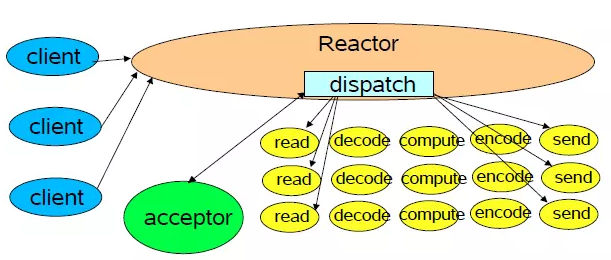 Reactor
client
dispatch
client
client
acceptor
read decode compute encode send
read decode compute encode send
read decode compute encode send